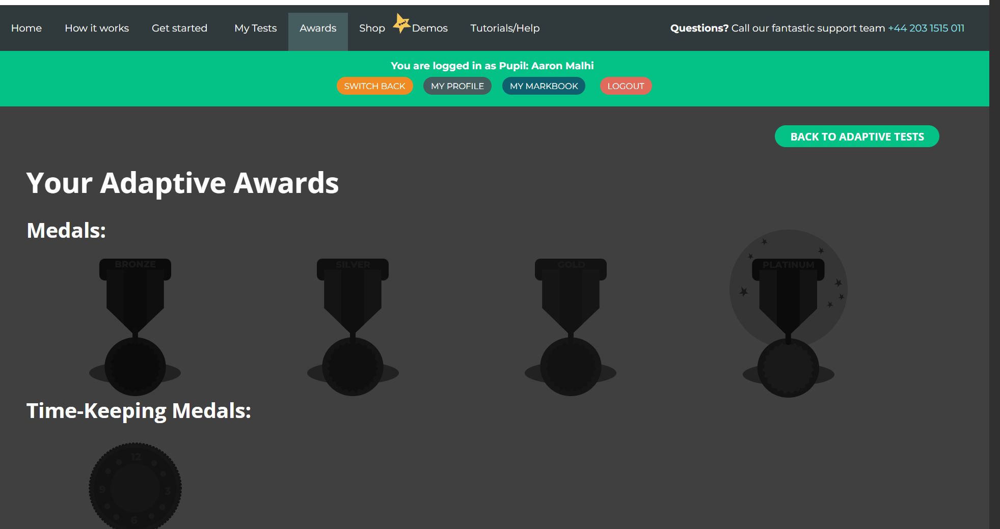 Home How it works Get started My Tests Awards Shop free! Demos Tutorials/Help Questions? Call our fantastic support team +44 203 1515 011
You are logged in as Pupil: Aaron Malhi
SWITCH BACK MY PROFILE MY MARKBOOK LOGOUT
BACK TO ADAPTIVE TESTS
Your Adaptive Awards
Medals:
BRONZE SILVER GOLD PLATINUM
Time-Keeping Medals:
12
9 3
6